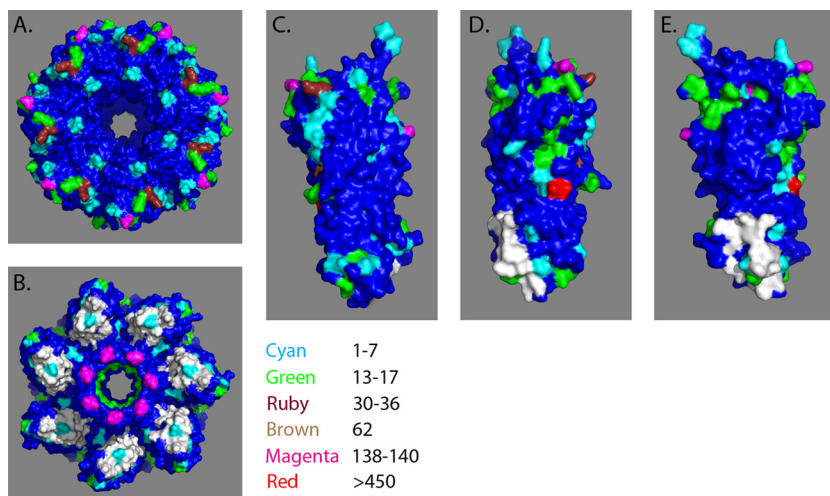 A.
C.
D.
E.
B.
Cyan 1-7
Green 13-17
Ruby 30-36
Brown 62
Magenta 138-140
Red >450